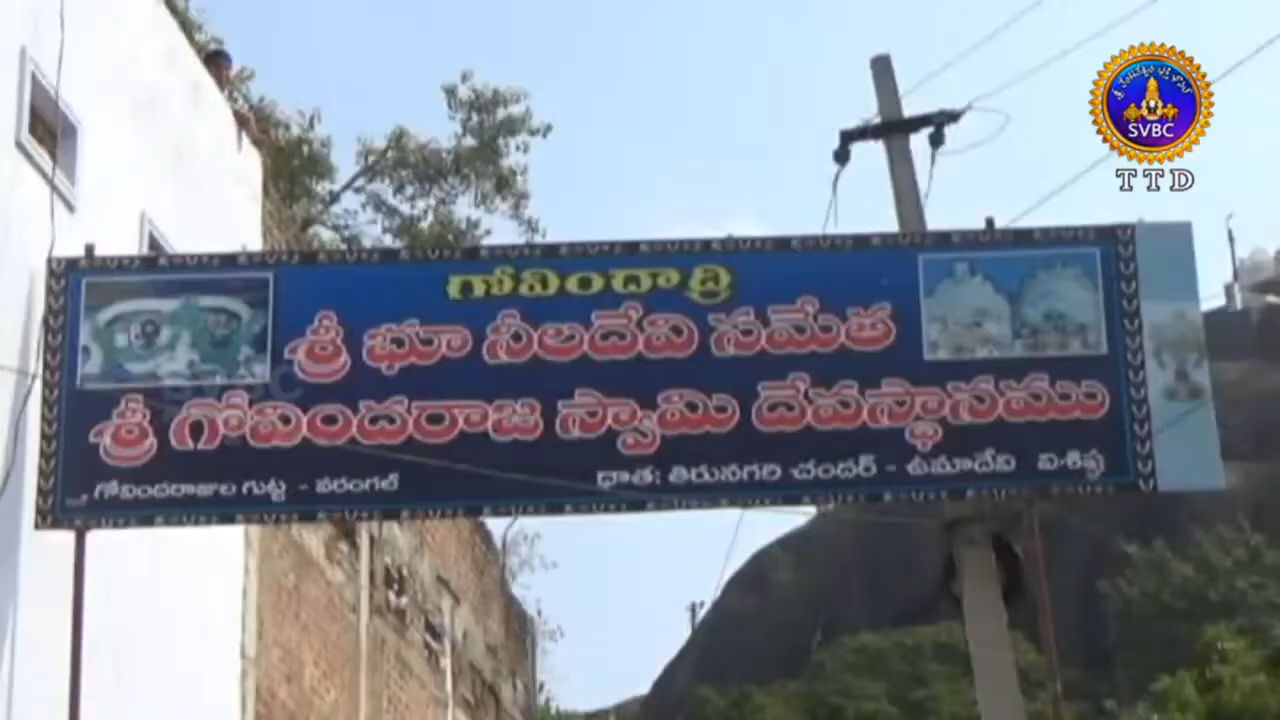 గోవిందాద్రి
శ్రీ భూ నీలదేవి సమేత
శ్రీ గోవిందరాజ స్వామి దేవస్థానము
గోవిందరాజుల గుట్ట - వరంగల్
ధాత: తిరునగరి చందర్ - ఉమాదేవి
SVBC
TTD